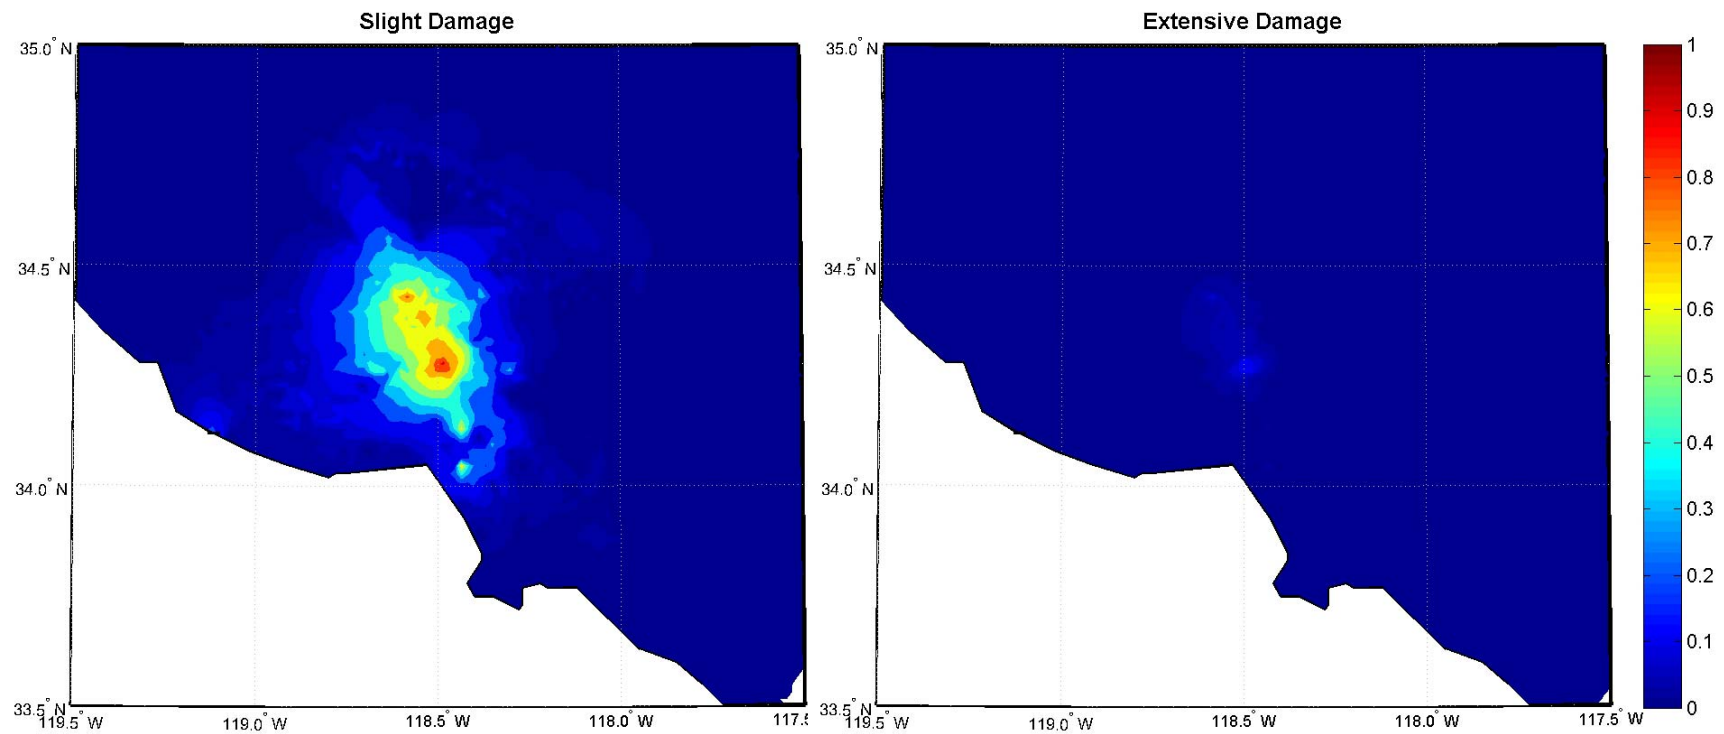 Slight Damage
35.0° N
34.5° N
34.0° N
33.5° N
119.5° W
119.0° W
118.5° W
118.0° W
117.5
Extensive Damage
35.0° N
34.5° N
34.0° N
33.5° N
119.5° W
119.0° W
118.5° W
118.0° W
117.5° W
1
0.9
0.8
0.7
0.6
0.5
0.4
0.3
0.2
0.1
0